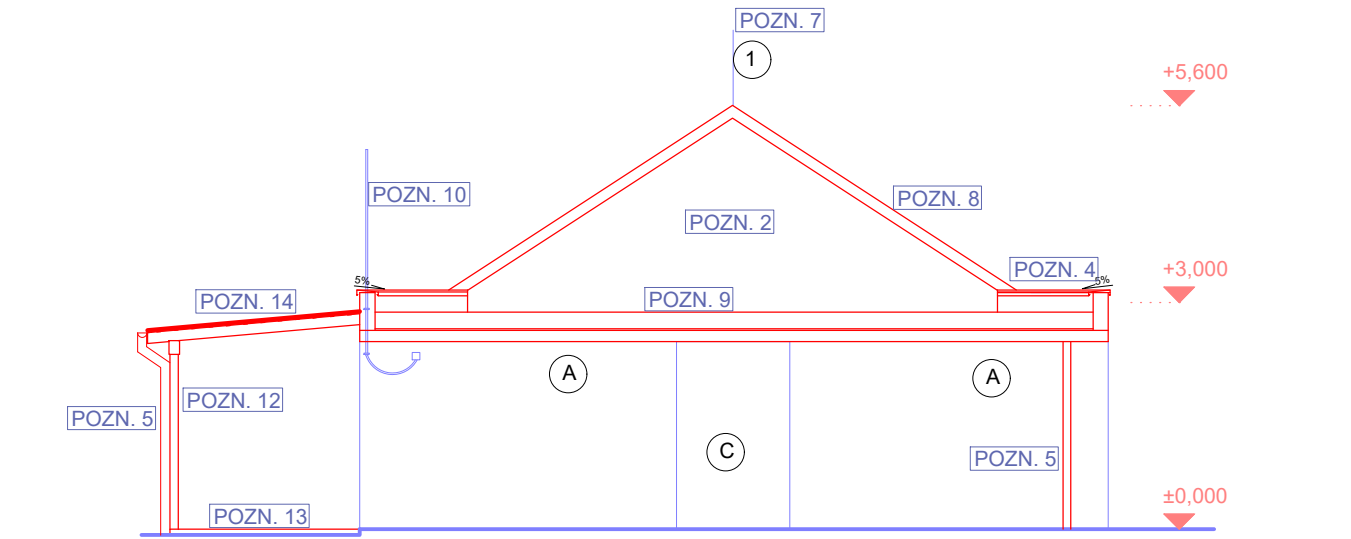 POZN. 7
1
+5,600
POZN. 10
POZN. 8
POZN. 2
5%
POZN. 4
5%
+3,000
POZN. 14
POZN. 9
A
A
POZN. 12
POZN. 5
C
POZN. 5
±0,000
POZN. 13